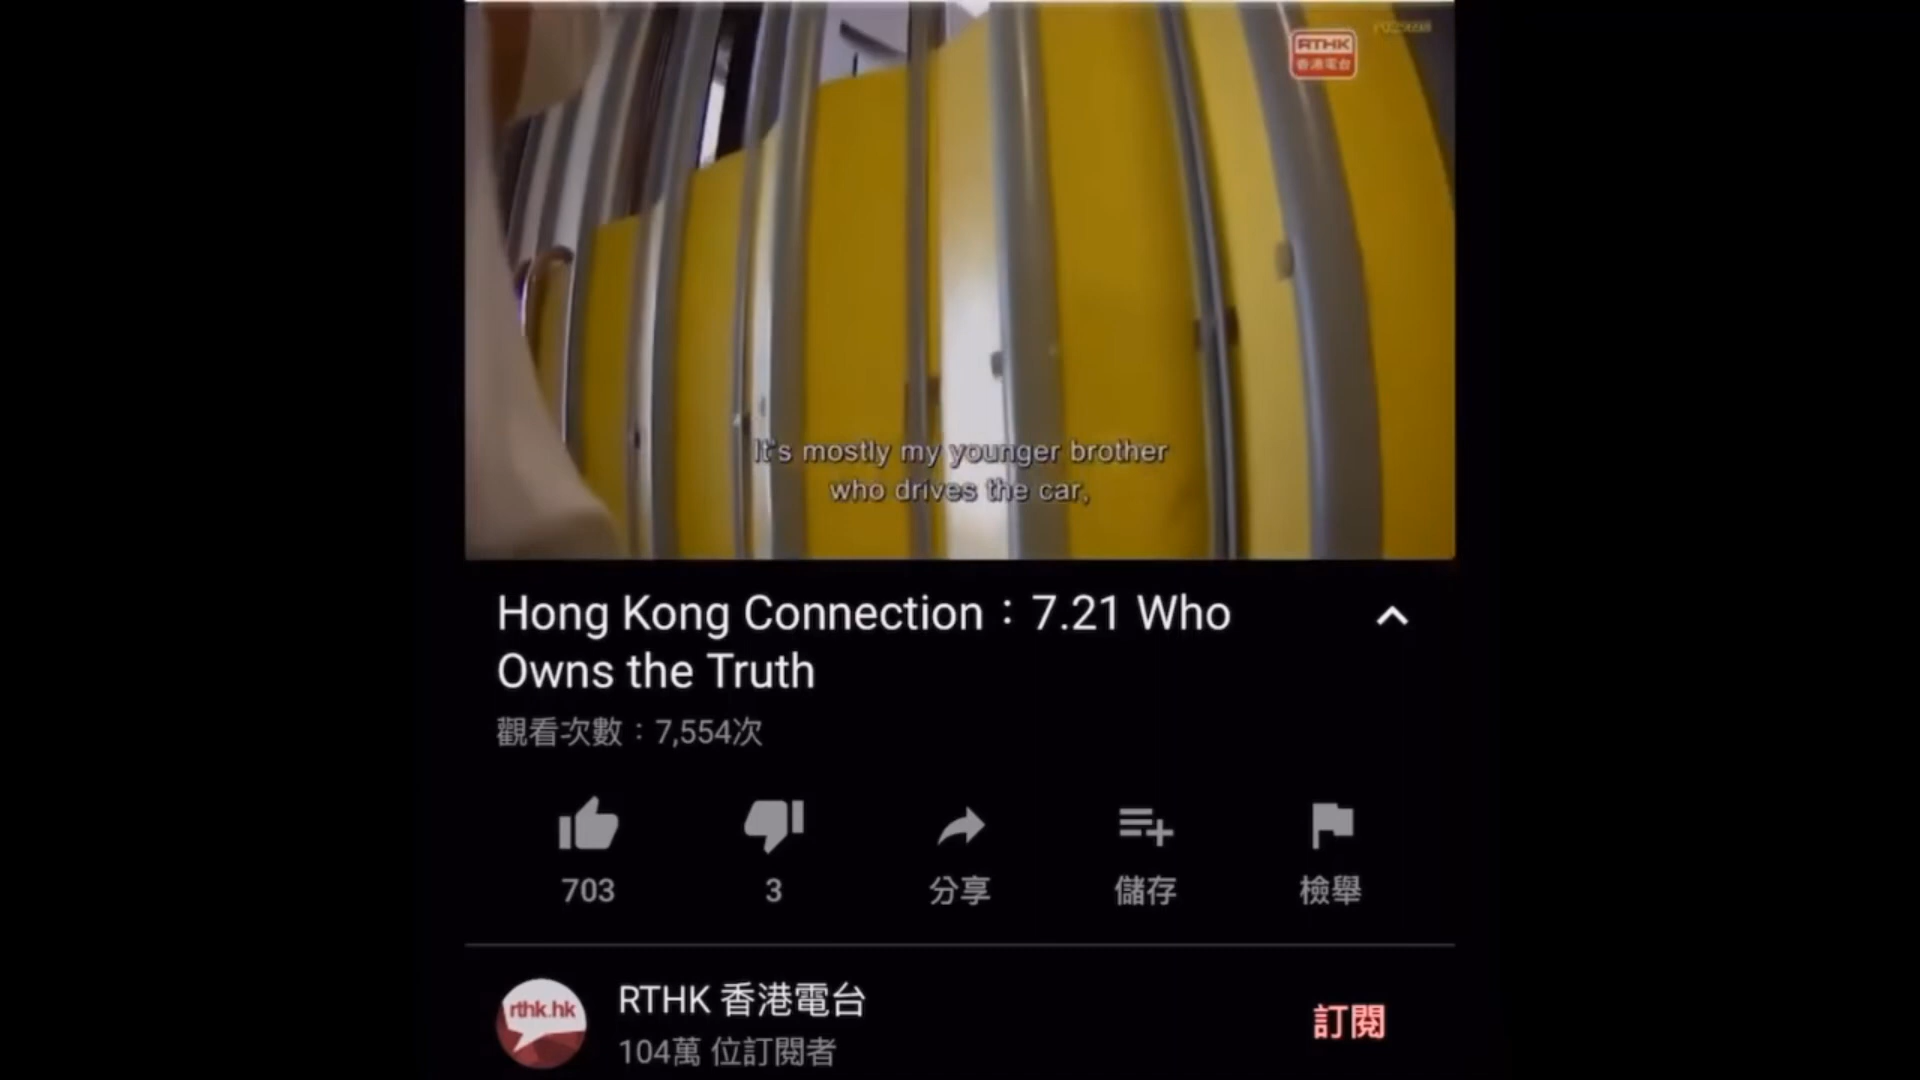 RTHK
香港電台
It's mostly my younger brother
who drives the car,
Hong Kong Connection：7.21 Who
Owns the Truth
觀看次數：7,554次
703
3
分享
儲存
檢舉
rthk.hk
RTHK 香港電台
104萬 位訂閱者
訂閱